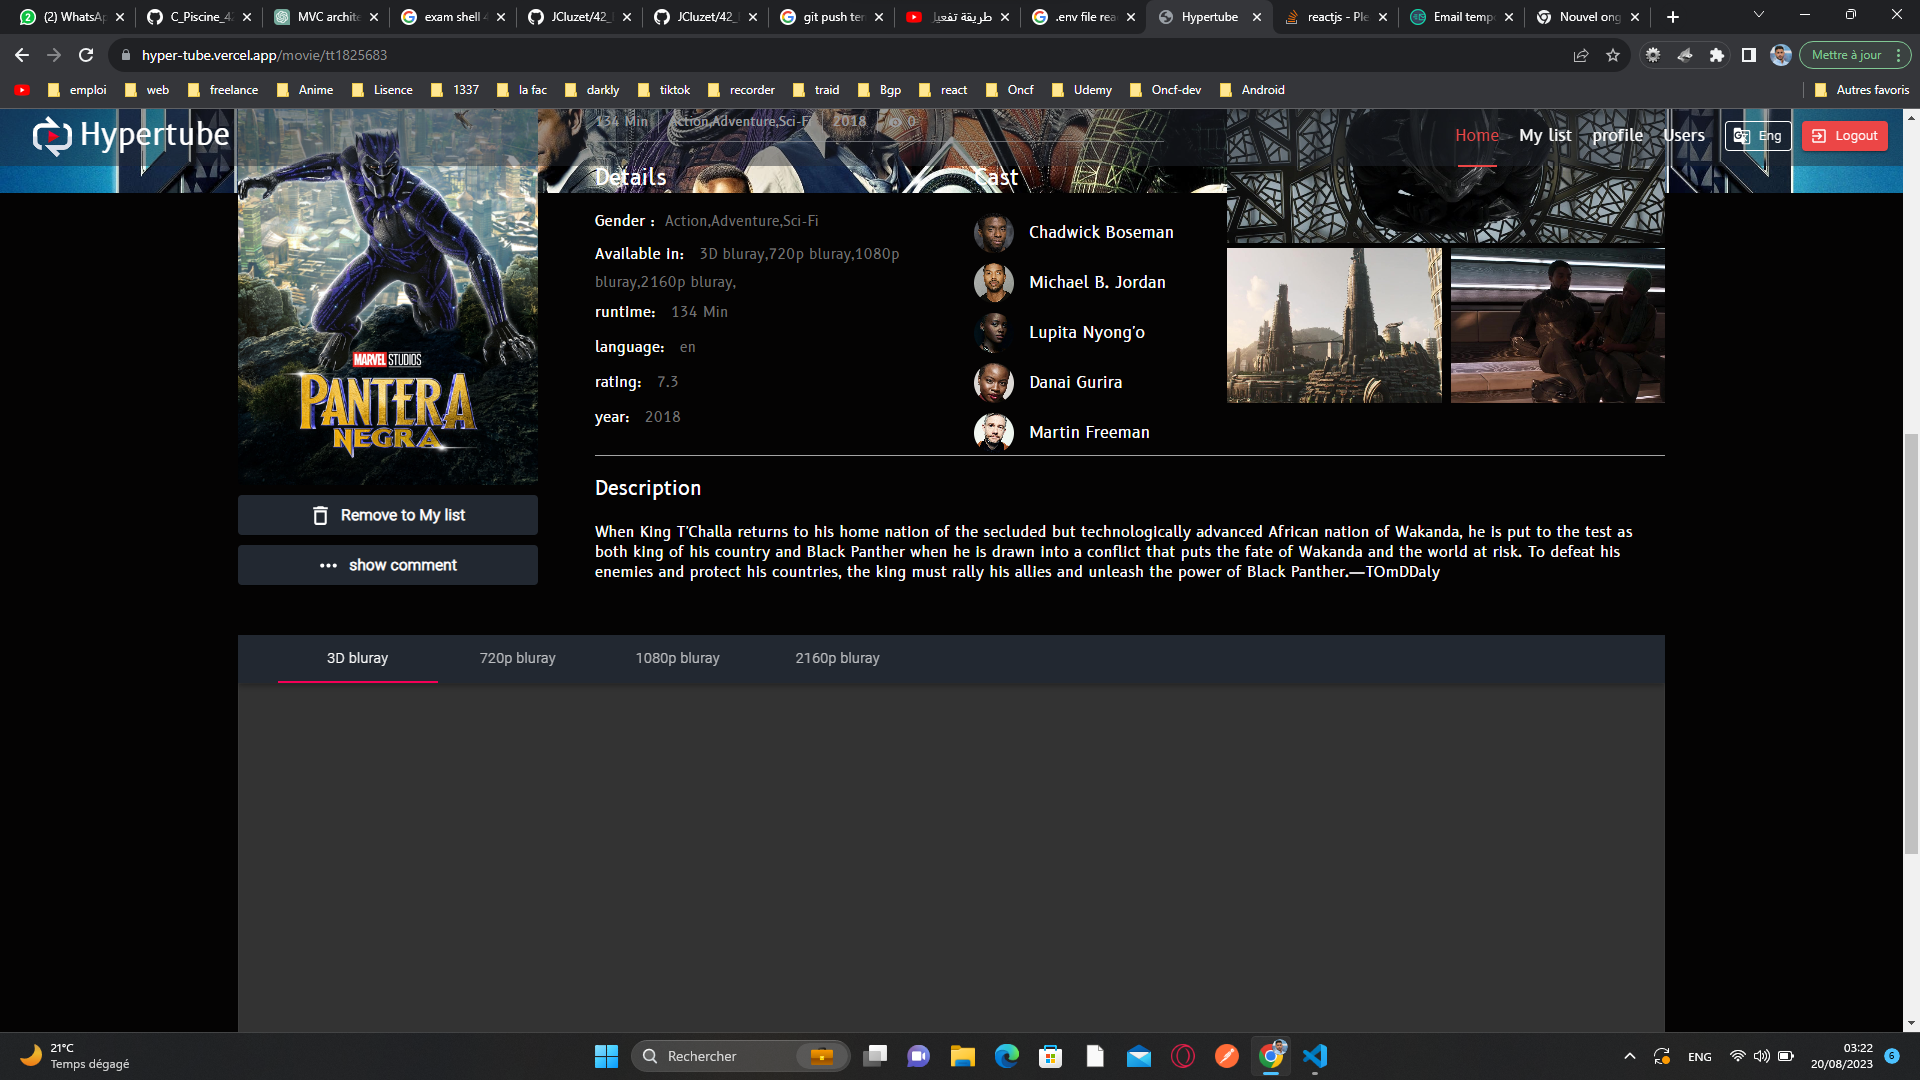 (2) WhatsAp
C_Piscine_42
MVC archite
exam shell 4
JCluzet/42_
JCluzet/42_
git push ter
طريقة تفعيل
.env file rea
Hypertube
reactjs - Ple
Email tempo
Nouvel ong
hyper-tube.vercel.app/movie/tt1825683
Mettre à jour
emploi
web
freelance
Anime
Lisence
1337
la fac
darkly
tiktok
recorder
traid
Bgp
react
Oncf
Udemy
Oncf-dev
Android
Autres favoris
Hypertube
134 Min
Action,Adventure,Sci-Fi
2018
0
Home
My list
profile
Users
Eng
Logout
Details
Gender : Action,Adventure,Sci-Fi
Available in: 3D bluray,720p bluray,1080p
bluray,2160p bluray,
runtime: 134 Min
language: en
rating: 7.3
year: 2018
Cast
Chadwick Boseman
Michael B. Jordan
Lupita Nyong'o
Danai Gurira
Martin Freeman
MARVEL STUDIOS
PANTERA
NEGRA
Remove to My list
show comment
Description
When King T'Challa returns to his home nation of the secluded but technologically advanced African nation of Wakanda, he is put to the test as
both king of his country and Black Panther when he is drawn into a conflict that puts the fate of Wakanda and the world at risk. To defeat his
enemies and protect his countries, the king must rally his allies and unleash the power of Black Panther.—TOmDDaly
3D bluray
720p bluray
1080p bluray
2160p bluray
21°C
Temps dégagé
Rechercher
ENG
03:22
20/08/2023
6